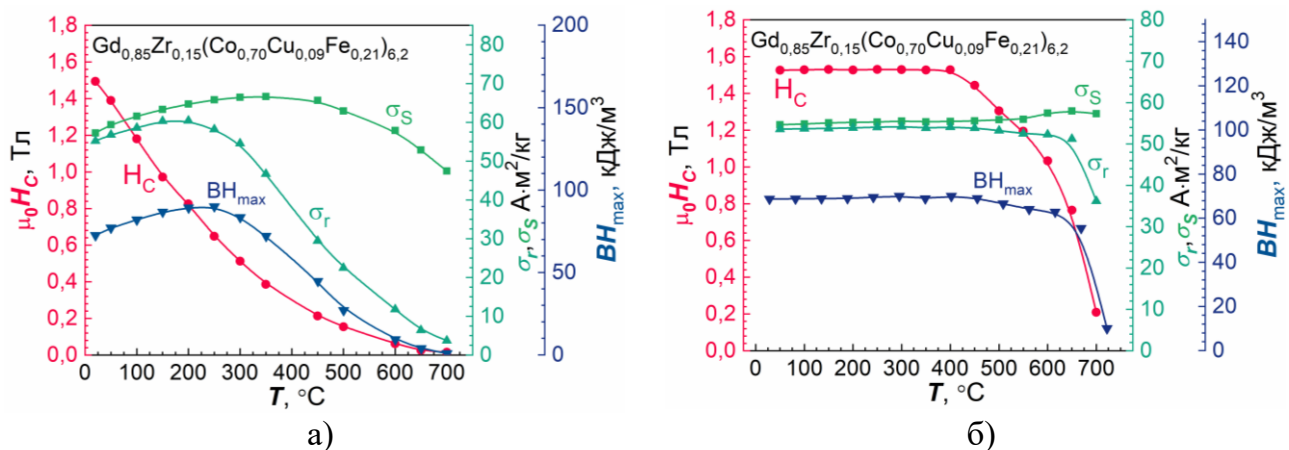 Gd0,85Zr0,15(Co0,70Cu0,09Fe0,21)6,2
μ0HC, Тл
1,8
1,6
1,4
1,2
1,0
0,8
0,6
0,4
0,2
0,0
HC
σS
σr
BHmax
80
70
60
50
40
30
20
10
0
σr, σS А·м²/кг
200
150
100
50
0
BHmax, кДж/м³
0 100 200 300 400 500 600 700
T, °C
а)
Gd0,85Zr0,15(Co0,70Cu0,09Fe0,21)6,2
μ0HC, Тл
1,8
1,6
1,4
1,2
1,0
0,8
0,6
0,4
0,2
0,0
HC
σS
σr
BHmax
80
70
60
50
40
30
20
10
0
σr, σS А·м²/кг
140
120
100
80
60
40
20
0
BHmax, кДж/м³
0 100 200 300 400 500 600 700
T, °C
б)